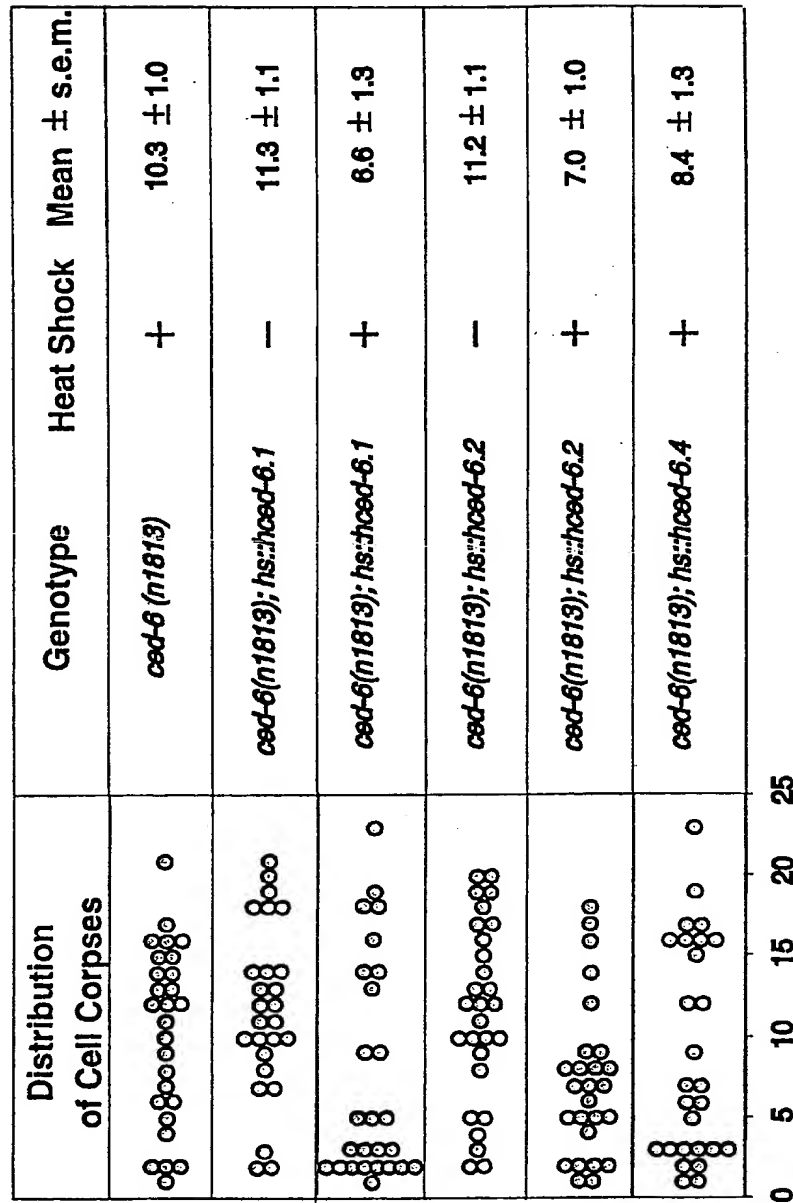 Distribution of Cell Corpses Genotype Heat Shock Mean ± s.e.m.
ced-6 (n1813) + 10.3 ± 1.0
ced-6(n1813); hs::hced-6.1 − 11.3 ± 1.1
ced-6(n1813); hs::hced-6.1 + 6.6 ± 1.3
ced-6(n1813); hs::hced-6.2 − 11.2 ± 1.1
ced-6(n1813); hs::hced-6.2 + 7.0 ± 1.0
ced-6(n1813); hs::hced-6.4 + 8.4 ± 1.3
0 5 10 15 20 25